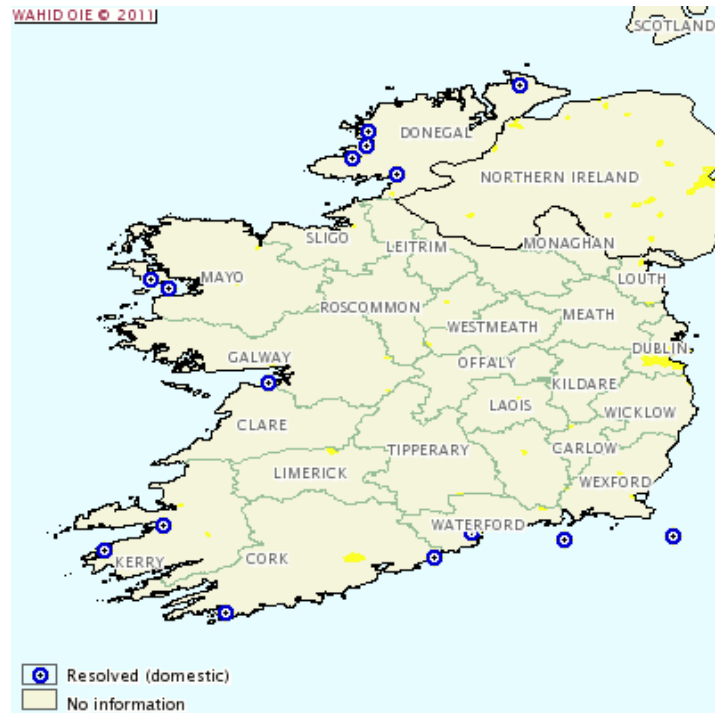 WAHID OIE © 2011
SCOTLAND
DONEGAL
NORTHERN IRELAND
SLIGO
LEITRIM
MONAGHAN
MAYO
LOUTH
ROSCOMMON
WESTMEATH
MEATH
GALWAY
OFFALY
DUBLIN
KILDARE
LAOIS
WICKLOW
CLARE
TIPPERARY
CARLOW
LIMERICK
WEXFORD
WATERFORD
KERRY
CORK
Resolved (domestic)
No information